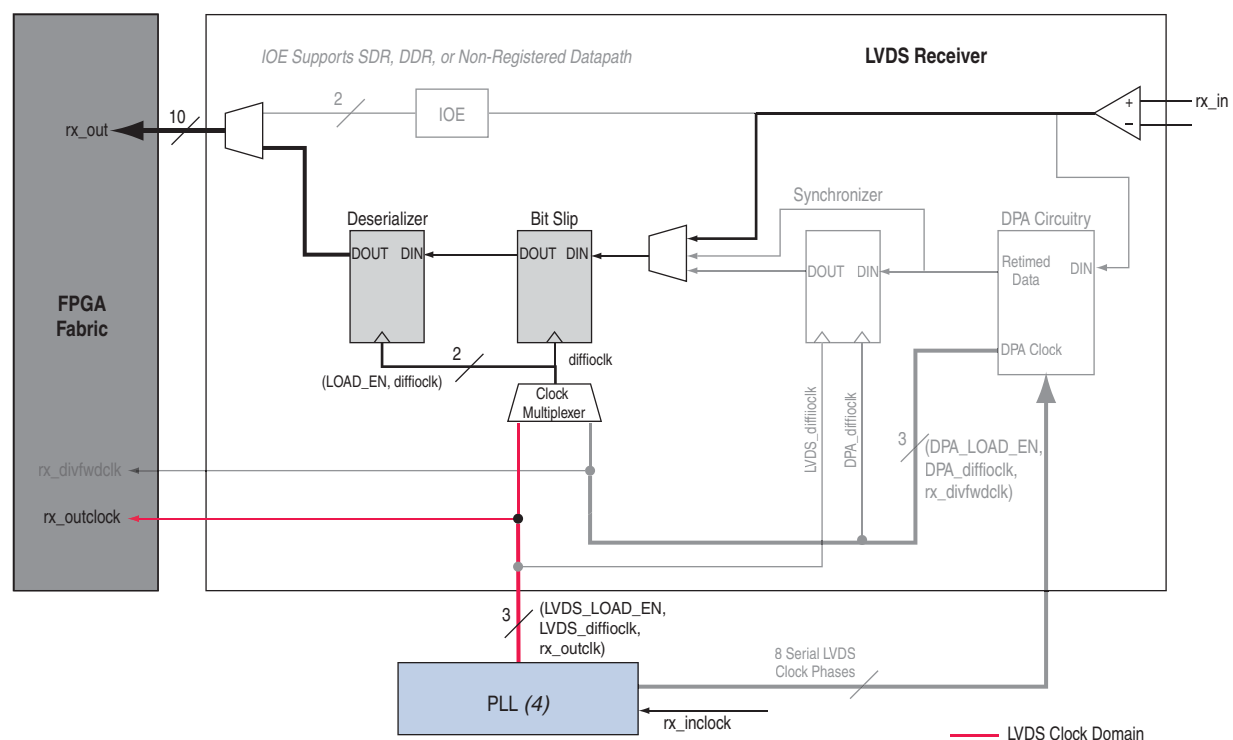 IOE Supports SDR, DDR, or Non-Registered Datapath
LVDS Receiver
2
IOE
+
–
rx_in
10
rx_out
Synchronizer
Deserializer
Bit Slip
DPA Circuitry
DOUT DIN
DOUT DIN
DOUT DIN
Retimed
Data
DIN
FPGA
Fabric
DPA Clock
2
diffioclk
(LOAD_EN, diffioclk)
Clock
Multiplexer
LVDS_diffiioclk
DPA_diffioclk
3
(DPA_LOAD_EN,
DPA_diffioclk,
rx_divfwdclk)
rx_divfwdclk
rx_outclock
3
(LVDS_LOAD_EN,
LVDS_diffioclk,
rx_outclk)
8 Serial LVDS
Clock Phases
PLL (4)
rx_inclock
LVDS Clock Domain